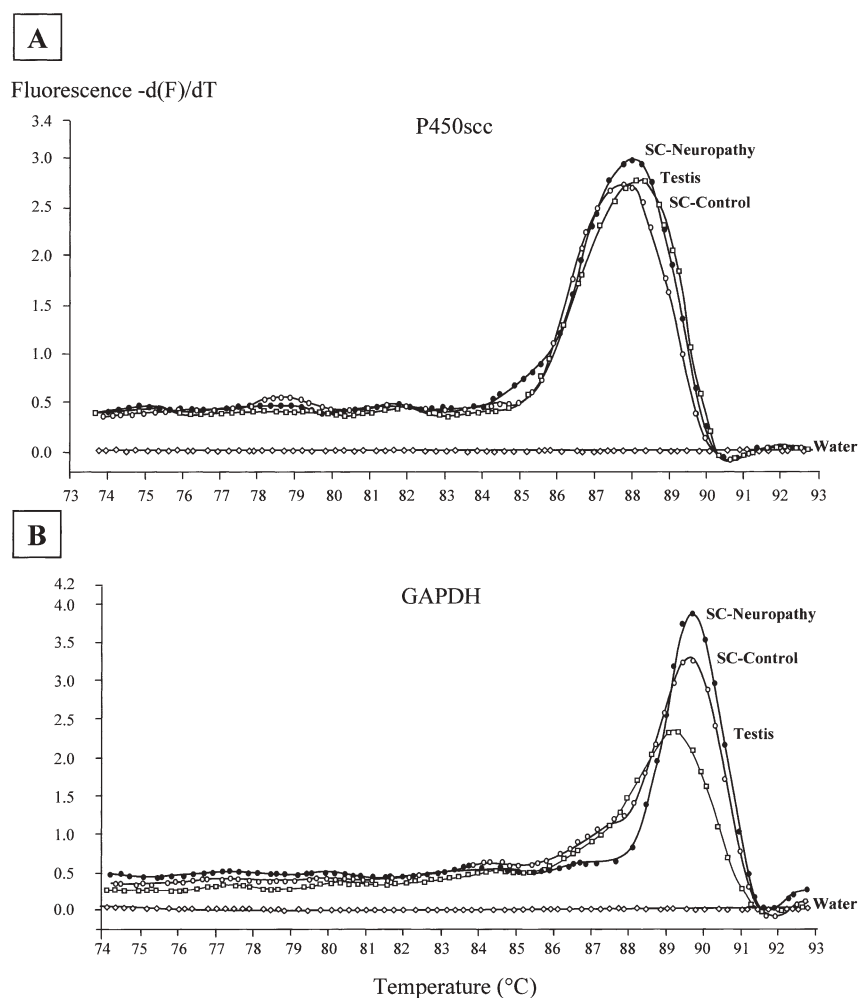 A
Fluorescence -d(F)/dT
P450scc
3.4
3.0
2.5
2.0
1.5
1.0
0.5
0.0
SC-Neuropathy
Testis
SC-Control
Water
73 74 75 76 77 78 79 80 81 82 83 84 85 86 87 88 89 90 91 92 93
B
GAPDH
4.2
4.0
3.5
3.0
2.5
2.0
1.5
1.0
0.5
0.0
SC-Neuropathy
SC-Control
Testis
Water
74 75 76 77 78 79 80 81 82 83 84 85 86 87 88 89 90 91 92 93
Temperature (°C)